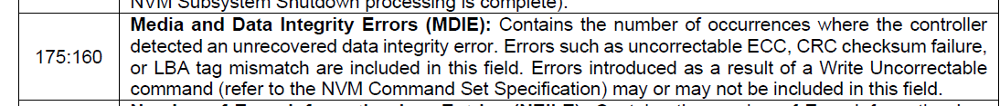 NVM Subsystem Shutdown processing is complete).
175:160
Media and Data Integrity Errors (MDIE): Contains the number of occurrences where the controller
detected an unrecovered data integrity error. Errors such as uncorrectable ECC, CRC checksum failure,
or LBA tag mismatch are included in this field. Errors introduced as a result of a Write Uncorrectable
command (refer to the NVM Command Set Specification) may or may not be included in this field.